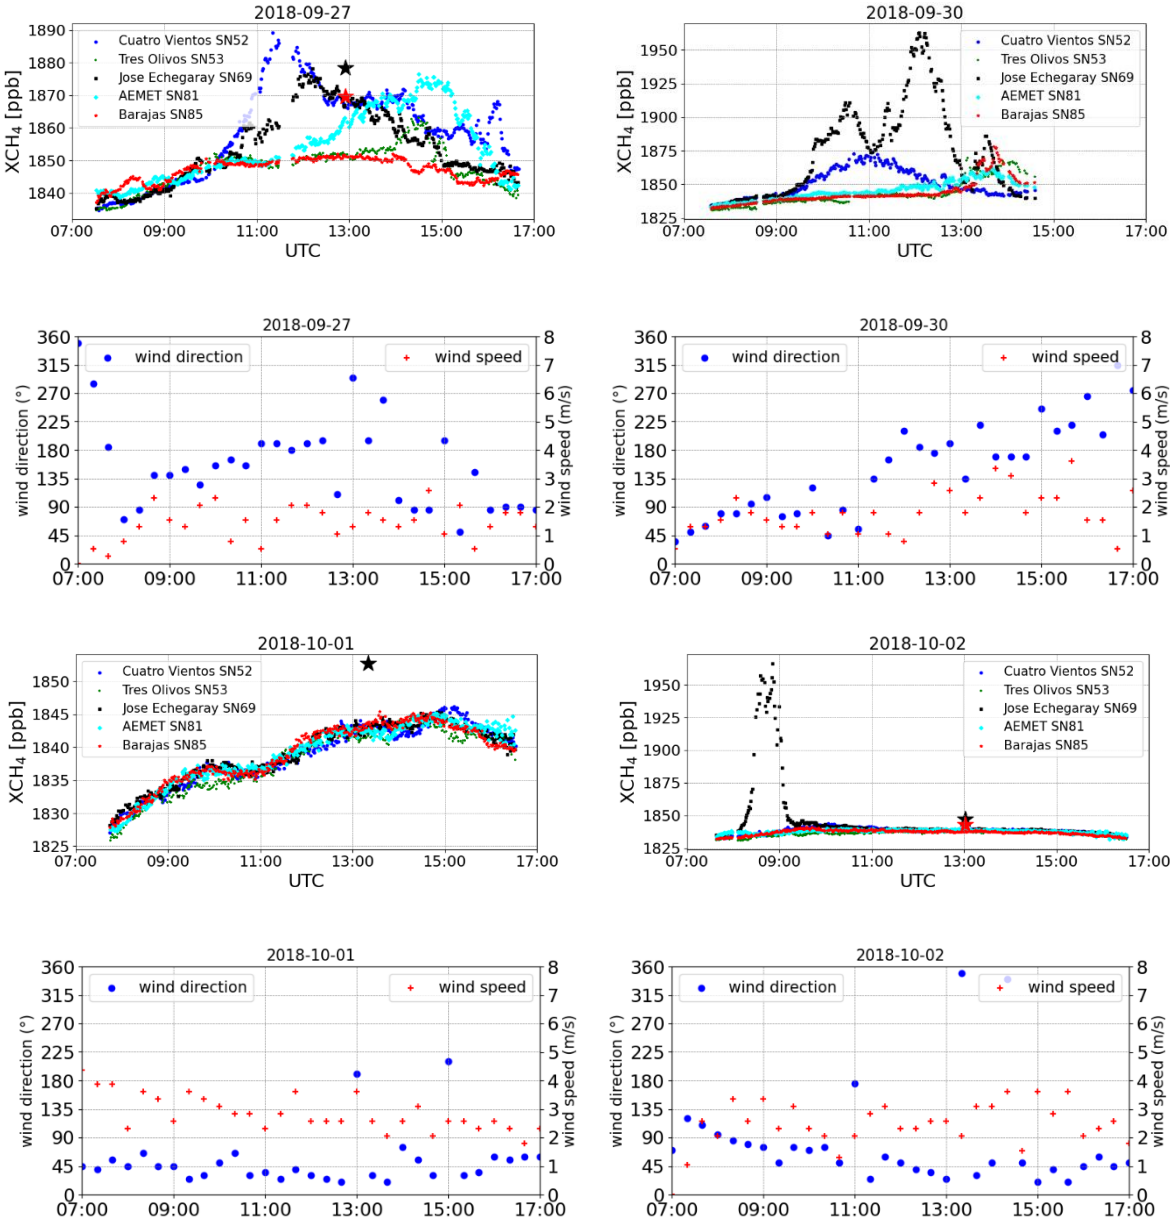 2018-09-27
XCH4 [ppb]
1890
1880
1870
1860
1850
1840
Cuatro Vientos SN52
Tres Olivos SN53
Jose Echegaray SN69
AEMET SN81
Barajas SN85
07:00 09:00 11:00 13:00 15:00 17:00
UTC
2018-09-30
XCH4 [ppb]
1950
1925
1900
1875
1850
1825
Cuatro Vientos SN52
Tres Olivos SN53
Jose Echegaray SN69
AEMET SN81
Barajas SN85
07:00 09:00 11:00 13:00 15:00 17:00
UTC
2018-09-27
wind direction (°)
360
315
270
225
180
135
90
45
0
wind direction
wind speed
8
7
6
5
4
3
2
1
0
wind speed (m/s)
07:00 09:00 11:00 13:00 15:00 17:00
2018-09-30
wind direction (°)
360
315
270
225
180
135
90
45
0
wind direction
wind speed
8
7
6
5
4
3
2
1
0
wind speed (m/s)
07:00 09:00 11:00 13:00 15:00 17:00
2018-10-01
XCH4 [ppb]
1850
1845
1840
1835
1830
1825
Cuatro Vientos SN52
Tres Olivos SN53
Jose Echegaray SN69
AEMET SN81
Barajas SN85
07:00 09:00 11:00 13:00 15:00 17:00
UTC
2018-10-02
XCH4 [ppb]
1950
1925
1900
1875
1850
1825
Cuatro Vientos SN52
Tres Olivos SN53
Jose Echegaray SN69
AEMET SN81
Barajas SN85
07:00 09:00 11:00 13:00 15:00 17:00
UTC
2018-10-01
wind direction (°)
360
315
270
225
180
135
90
45
0
wind direction
wind speed
8
7
6
5
4
3
2
1
0
wind speed (m/s)
07:00 09:00 11:00 13:00 15:00 17:00
2018-10-02
wind direction (°)
360
315
270
225
180
135
90
45
0
wind direction
wind speed
8
7
6
5
4
3
2
1
0
wind speed (m/s)
07:00 09:00 11:00 13:00 15:00 17:00